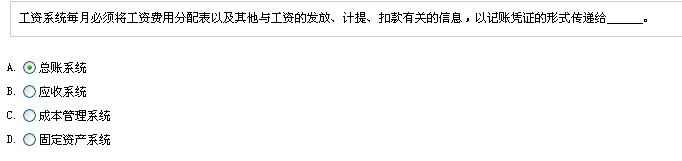 工资系统每月必须将工资费用分配表以及其他与工资的发放、计提、扣款有关的信息，以记账凭证的形式传递给______。
A. 总账系统
B. 应收系统
C. 成本管理系统
D. 固定资产系统